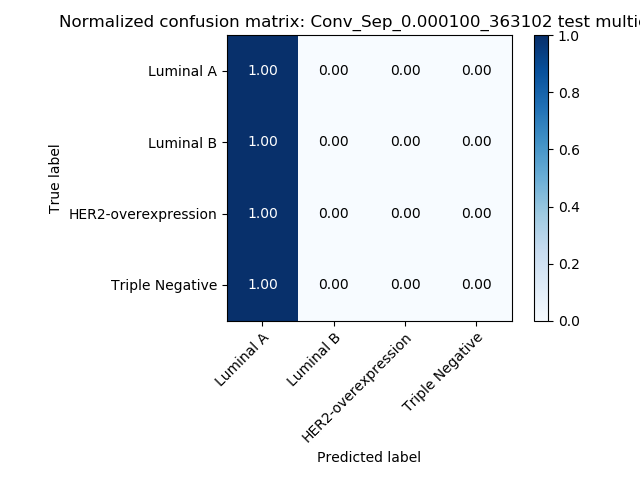 Normalized confusion matrix: Conv_Sep_0.000100_363102 test
True label
Luminal A 1.00 0.00 0.00 0.00
Luminal B 1.00 0.00 0.00 0.00
HER2-overexpression 1.00 0.00 0.00 0.00
Triple Negative 1.00 0.00 0.00 0.00
Luminal A
Luminal B
HER2-overexpression
Triple Negative
Predicted label
1.0
0.8
0.6
0.4
0.2
0.0